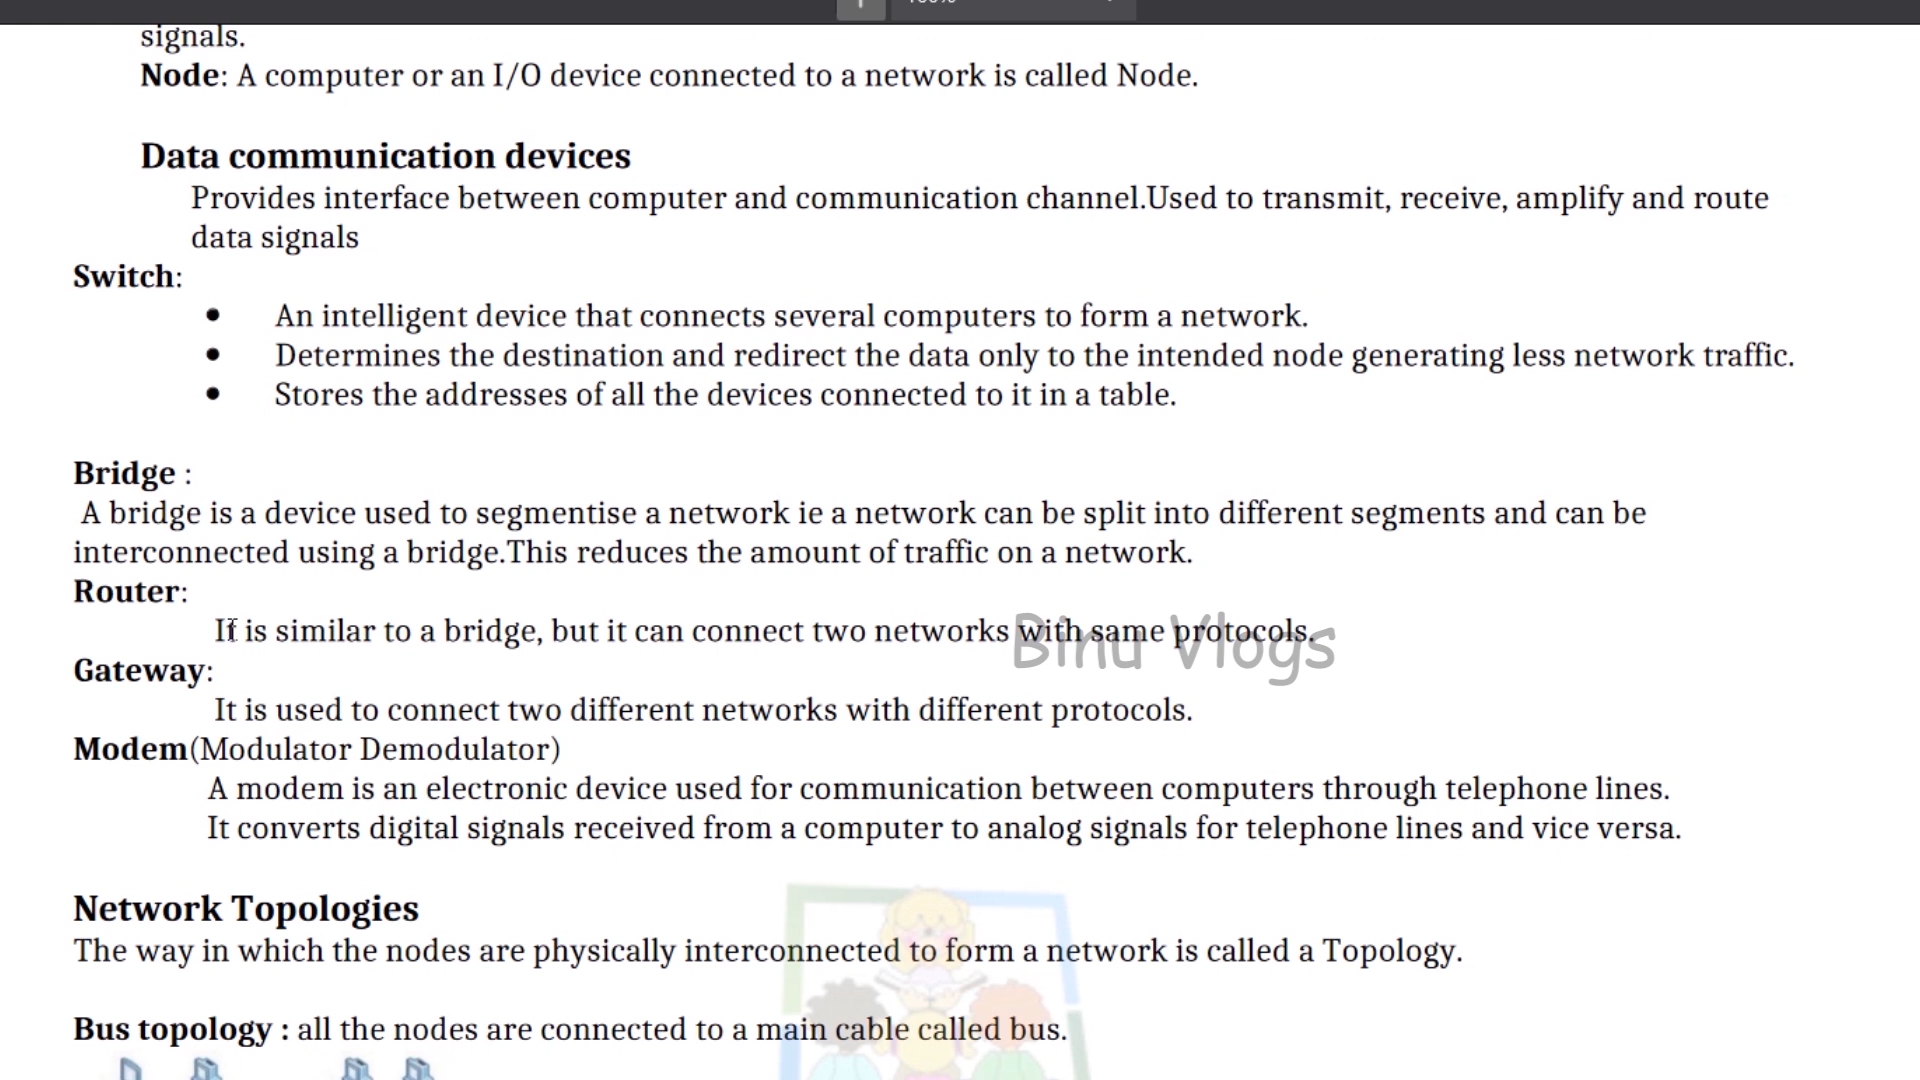 signals.
Node: A computer or an I/O device connected to a network is called Node.
Data communication devices
Provides interface between computer and communication channel.Used to transmit, receive, amplify and route
data signals
Switch:
• An intelligent device that connects several computers to form a network.
• Determines the destination and redirect the data only to the intended node generating less network traffic.
• Stores the addresses of all the devices connected to it in a table.
Bridge :
A bridge is a device used to segmentise a network ie a network can be split into different segments and can be
interconnected using a bridge.This reduces the amount of traffic on a network.
Router:
It is similar to a bridge, but it can connect two networks with same protocols.
Binu Vlogs
Gateway:
It is used to connect two different networks with different protocols.
Modem(Modulator Demodulator)
A modem is an electronic device used for communication between computers through telephone lines.
It converts digital signals received from a computer to analog signals for telephone lines and vice versa.
Network Topologies
The way in which the nodes are physically interconnected to form a network is called a Topology.
Bus topology : all the nodes are connected to a main cable called bus.